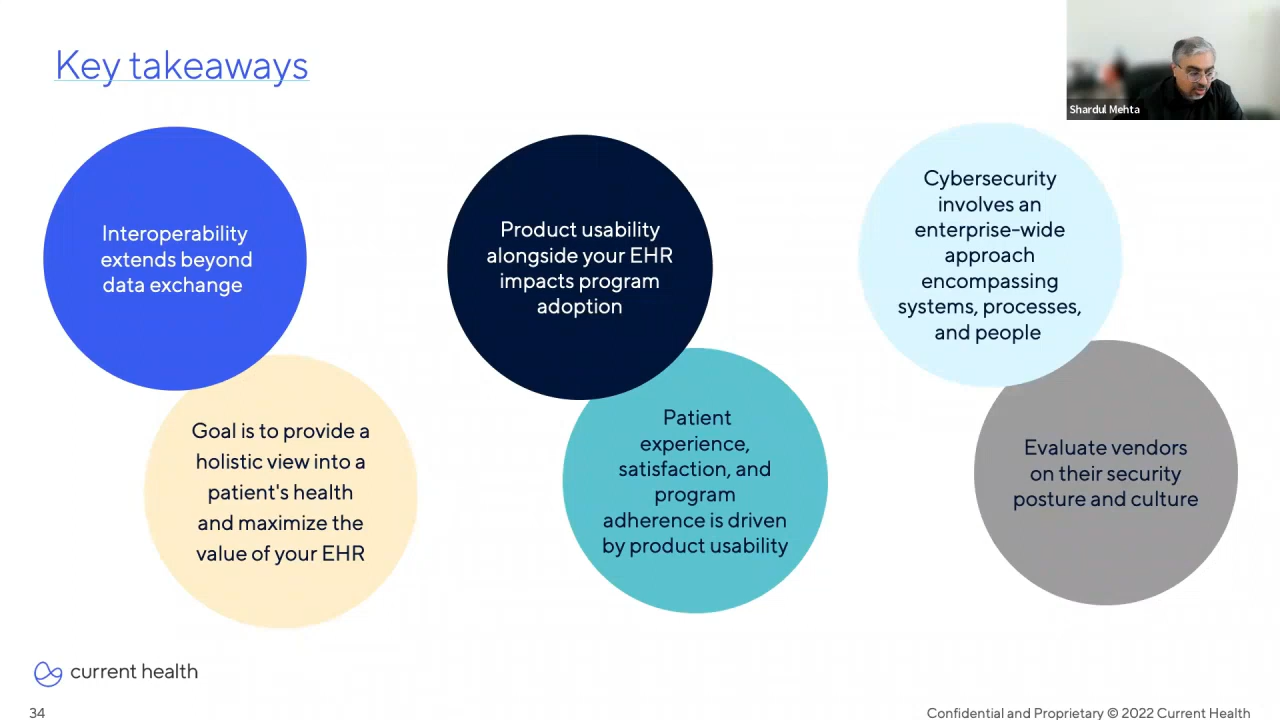 Key takeaways
Shardul Mehta
Interoperability
extends beyond
data exchange
Goal is to provide a
holistic view into a
patient's health
and maximize the
value of your EHR
Product usability
alongside your EHR
impacts program
adoption
Patient
experience,
satisfaction, and
program
adherence is driven
by product usability
Cybersecurity
involves an
enterprise-wide
approach
encompassing
systems, processes,
and people
Evaluate vendors
on their security
posture and culture
current health
34
Confidential and Proprietary © 2022 Current Health